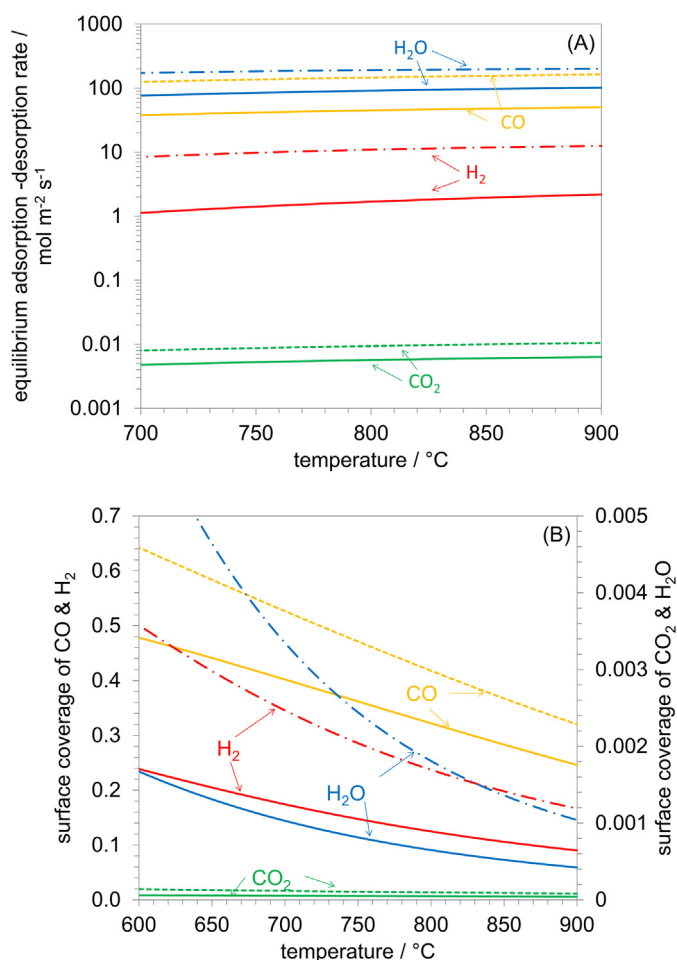 equilibrium adsorption -desorption rate /
mol m⁻² s⁻¹
1000
100
10
1
0.1
0.01
0.001
(A)
H₂O
CO
H₂
CO₂
700
750
800
850
900
temperature / °C
surface coverage of CO & H₂
0.7
0.6
0.5
0.4
0.3
0.2
0.1
0.0
(B)
CO
H₂
H₂O
CO₂
0.005
0.004
0.003
0.002
0.001
0
surface coverage of CO₂ & H₂O
600
650
700
750
800
850
900
temperature / °C